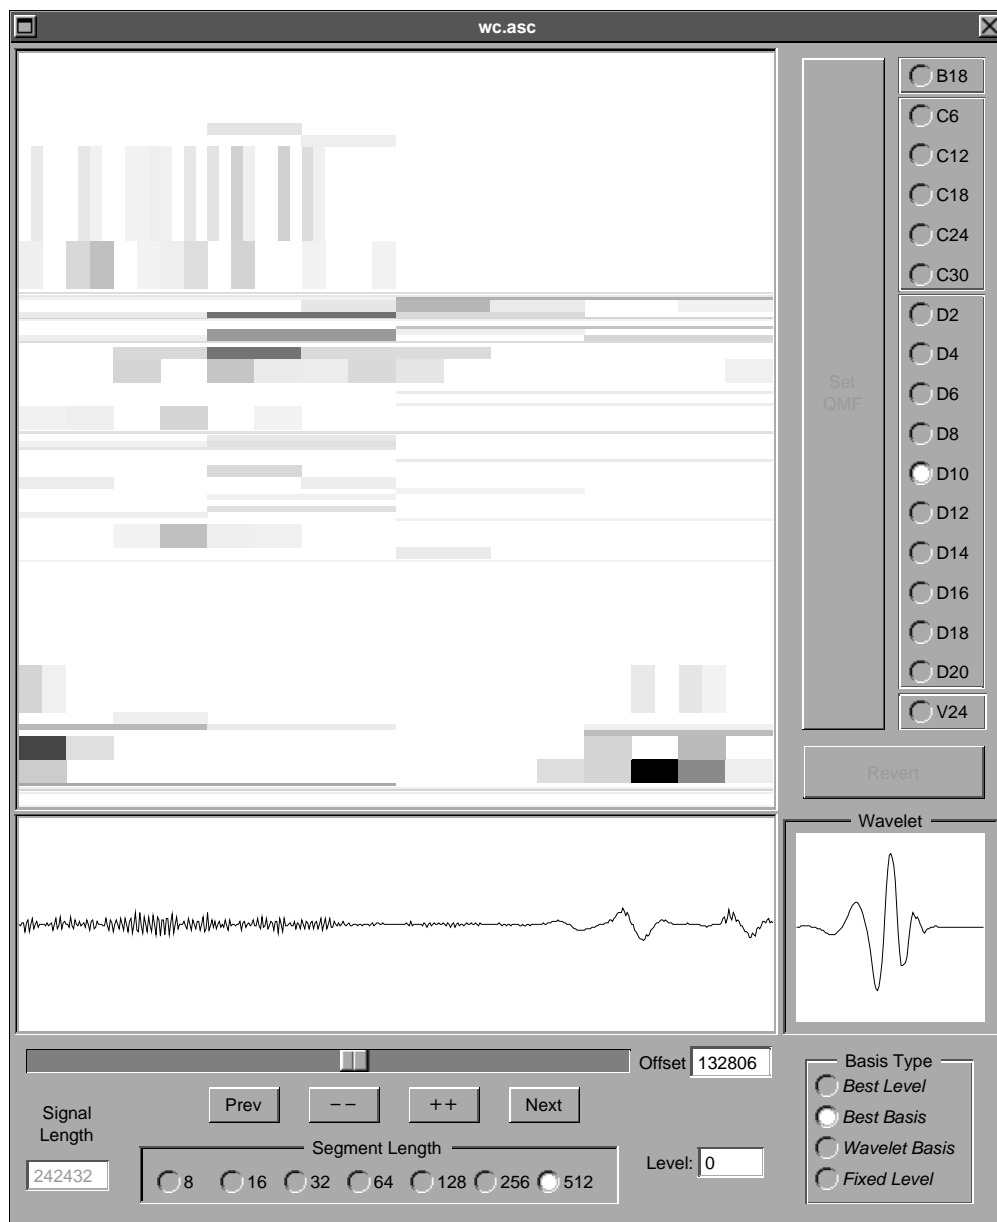 wc.asc
B18
C6
C12
C18
C24
C30
D2
D4
D6
D8
D10
D12
D14
D16
D18
D20
V24
Set
QMF
Revert
Wavelet
Offset 132806
Prev -- ++ Next
Signal
Length
242432
Segment Length
8 16 32 64 128 256 512
Level: 0
Basis Type
Best Level
Best Basis
Wavelet Basis
Fixed Level